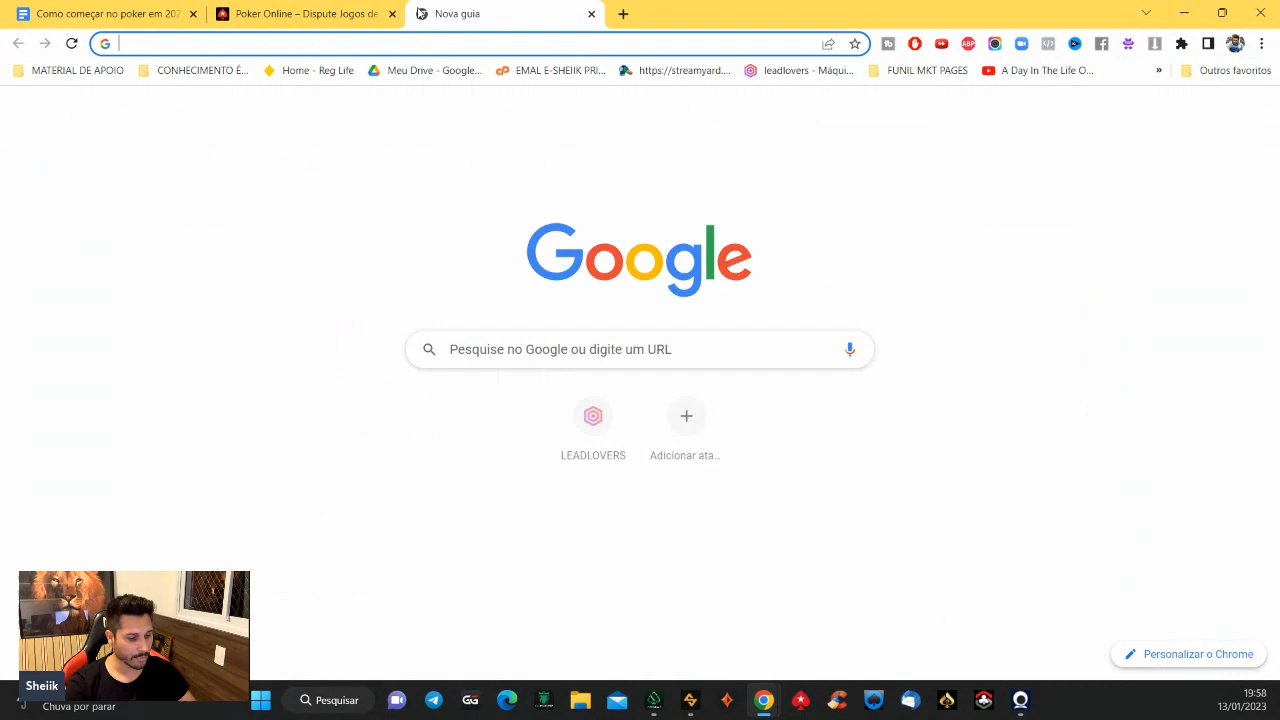 Como começar no poker em 202
Poker Online – Dispute Jogos de
Nova guia
MATERIAL DE APOIO
CONHECIMENTO É...
Home - Reg Life
Meu Drive - Google...
EMAL E-SHEIIK PRI...
https://streamyard....
leadlovers - Máqui...
FUNIL MKT PAGES
A Day In The Life O...
»
Outros favoritos
Google
Pesquise no Google ou digite um URL
LEADLOVERS
Adicionar ata...
Personalizar o Chrome
Sheiik
Chuva por parar
Pesquisar
19:58
13/01/2023